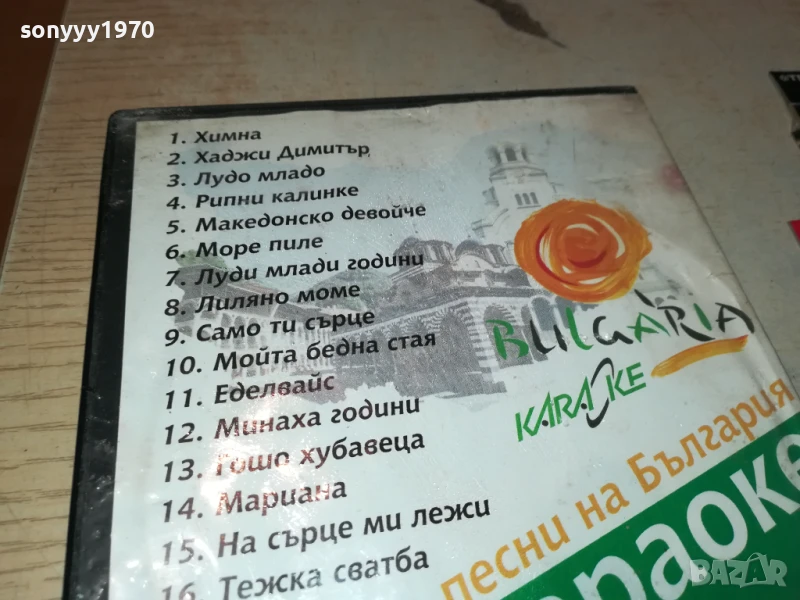 sonyyy1970
1. Химна
2. Хаджи Димитър
3. Лудо младо
4. Рипни калинке
5. Македонско девойче
6. Море пиле
7. Луди млади години
8. Лиляно моме
9. Само ти сърце
10. Мойта бедна стая
11. Еделвайс
12. Минаха години
13. Гошо хубавеца
14. Мариана
15. На сърце ми лежи
16. Тежска сватба
BULGARIA
KARAOKE
песни на България
bazar